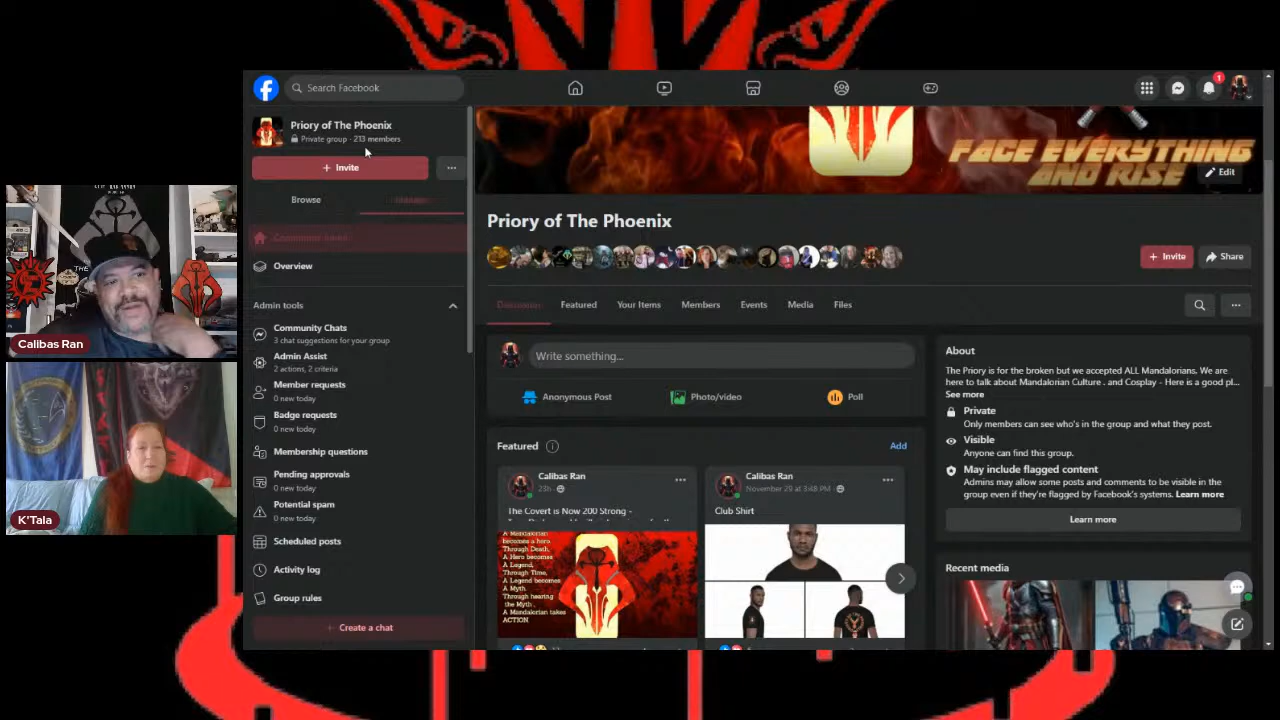 Search Facebook
Priory of The Phoenix
Private group · 213 members
+ Invite
Browse
Overview
Admin tools
Community Chats
3 chat suggestions for your group
Admin Assist
2 actions, 2 criteria
Member requests
0 new today
Badge requests
0 new today
Membership questions
Pending approvals
0 new today
Potential spam
0 new today
Scheduled posts
Activity log
Group rules
+ Create a chat
FACE EVERYTHING
AND RISE
Edit
Priory of The Phoenix
+ Invite
Share
Discussion
Featured
Your Items
Members
Events
Media
Files
Write something...
Anonymous Post
Photo/video
Poll
Featured
Add
Calibas Ran
23h
The Covert is Now 200 Strong -
A Mandalorian
becomes a hero.
Through Death,
A Hero becomes
A Legend,
Through Time,
A Legend becomes
A Myth
Through hearing
the Myth,
A Mandalorian takes
ACTION
Calibas Ran
November 29 at 3:48 PM
Club Shirt
About
The Priory is for the broken but we accepted ALL Mandalorians. We are
here to talk about Mandalorian Culture . and Cosplay - Here is a good pl...
See more
Private
Only members can see who's in the group and what they post.
Visible
Anyone can find this group.
May include flagged content
Admins may allow some posts and comments to be visible in the
group even if they're flagged by Facebook's systems. Learn more
Learn more
Recent media
1
Calibas Ran
K'Tala